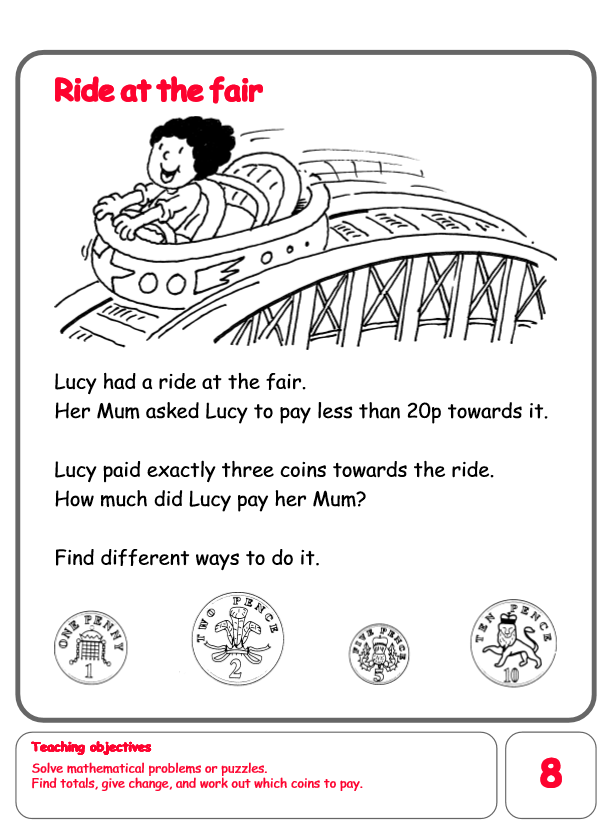 Ride at the fair
Lucy had a ride at the fair.
Her Mum asked Lucy to pay less than 20p towards it.
Lucy paid exactly three coins towards the ride.
How much did Lucy pay her Mum?
Find different ways to do it.
ONE PENNY
1
TWO PENCE
2
FIVE PENCE
5
TEN PENCE
10
Teaching objectives
Solve mathematical problems or puzzles.
Find totals, give change, and work out which coins to pay.
8